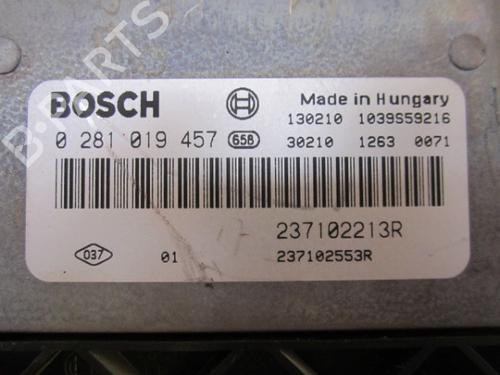 B-PARTS
BOSCH
Made in Hungary
130210 1039S59216
0 281 019 457 658
30210 1263 0071
237102213R
037 01 237102553R